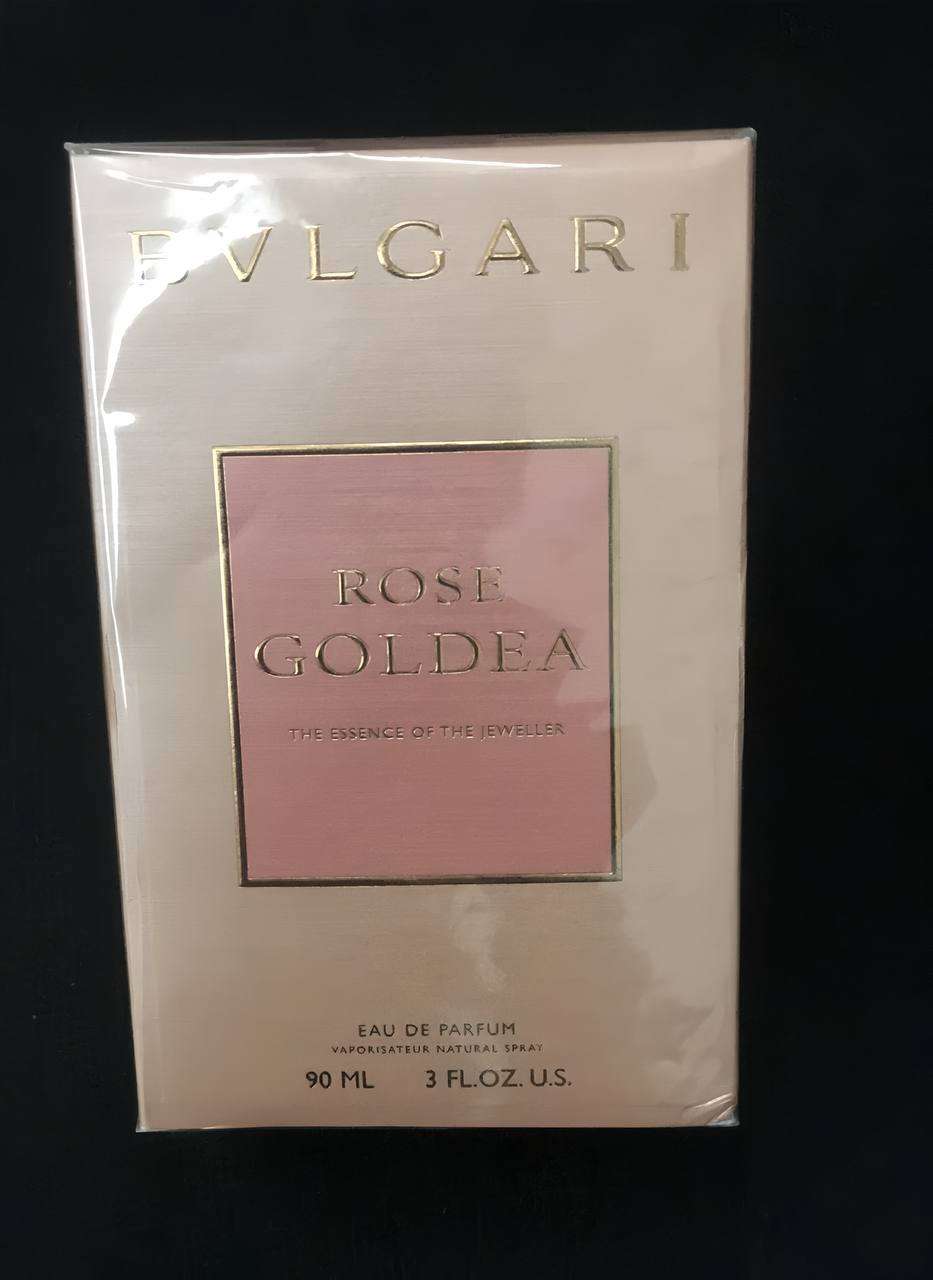 BVLGARI
ROSE
GOLDEA
THE ESSENCE OF THE JEWELLER
EAU DE PARFUM
VAPORISATEUR NATURAL SPRAY
90 ML 3 FL.OZ. U.S.